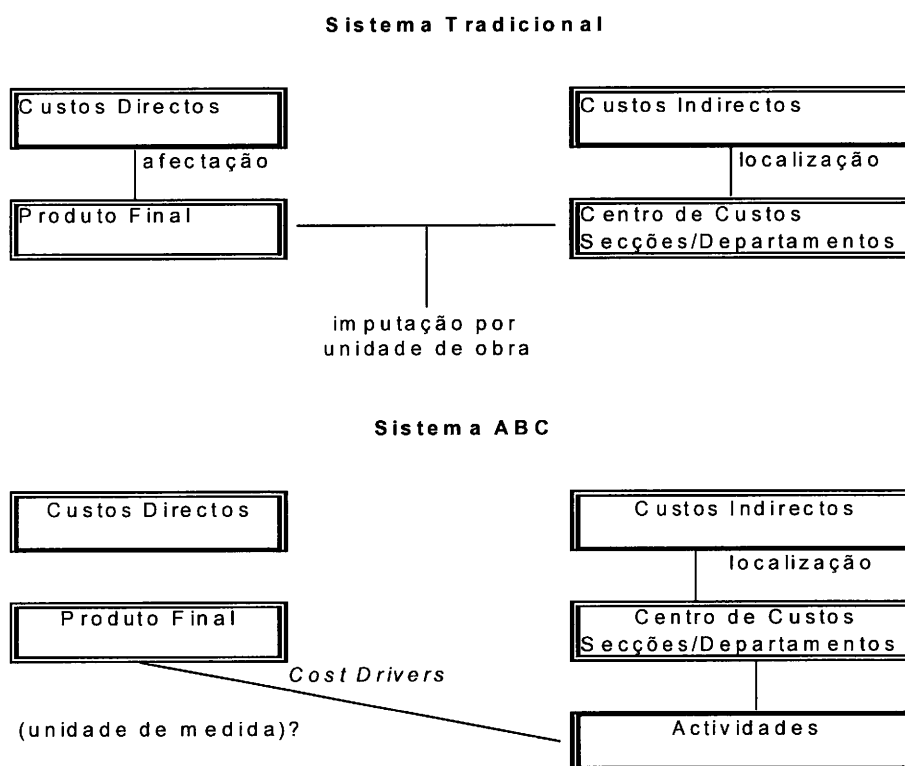 Sistema Tradicional
Custos Directos
Custos Indirectos
afectação
localização
Produto Final
Centro de Custos
Secções/Departamentos
imputação por
unidade de obra
Sistema ABC
Custos Directos
Custos Indirectos
localização
Produto Final
Centro de Custos
Secções/Departamentos
Cost Drivers
(unidade de medida)?
Actividades